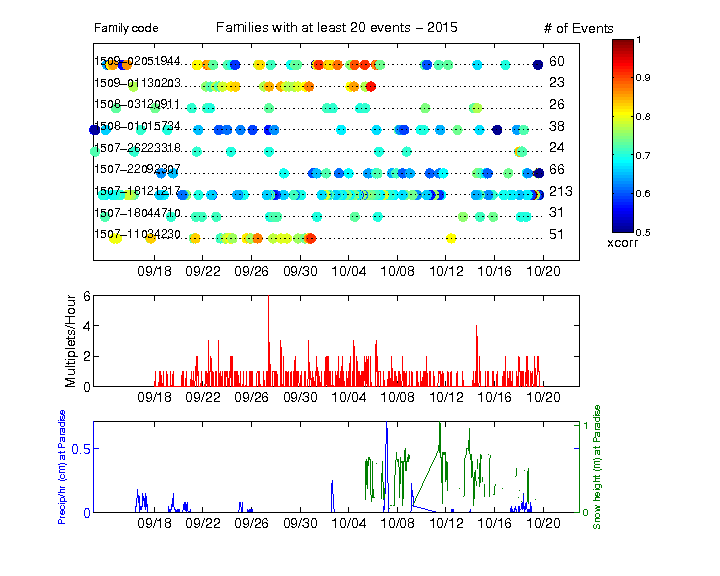 Family code Families with at least 20 events − 2015 # of Events
1509−02051944 60
1509−01130203 23
1508−03120911 26
1508−01015734 38
1507−26223318 24
1507−22092207 66
1507−18121217 213
1507−18044710 31
1507−11034230 51
09/18 09/22 09/26 09/30 10/04 10/08 10/12 10/16 10/20
1
0.9
0.8
0.7
0.6
0.5
xcorr
Multiplets/Hour
6
4
2
0
09/18 09/22 09/26 09/30 10/04 10/08 10/12 10/16 10/20
Precip/hr (cm) at Paradise
0.5
0
1
0
Snow height (m) at Paradise
09/18 09/22 09/26 09/30 10/04 10/08 10/12 10/16 10/20